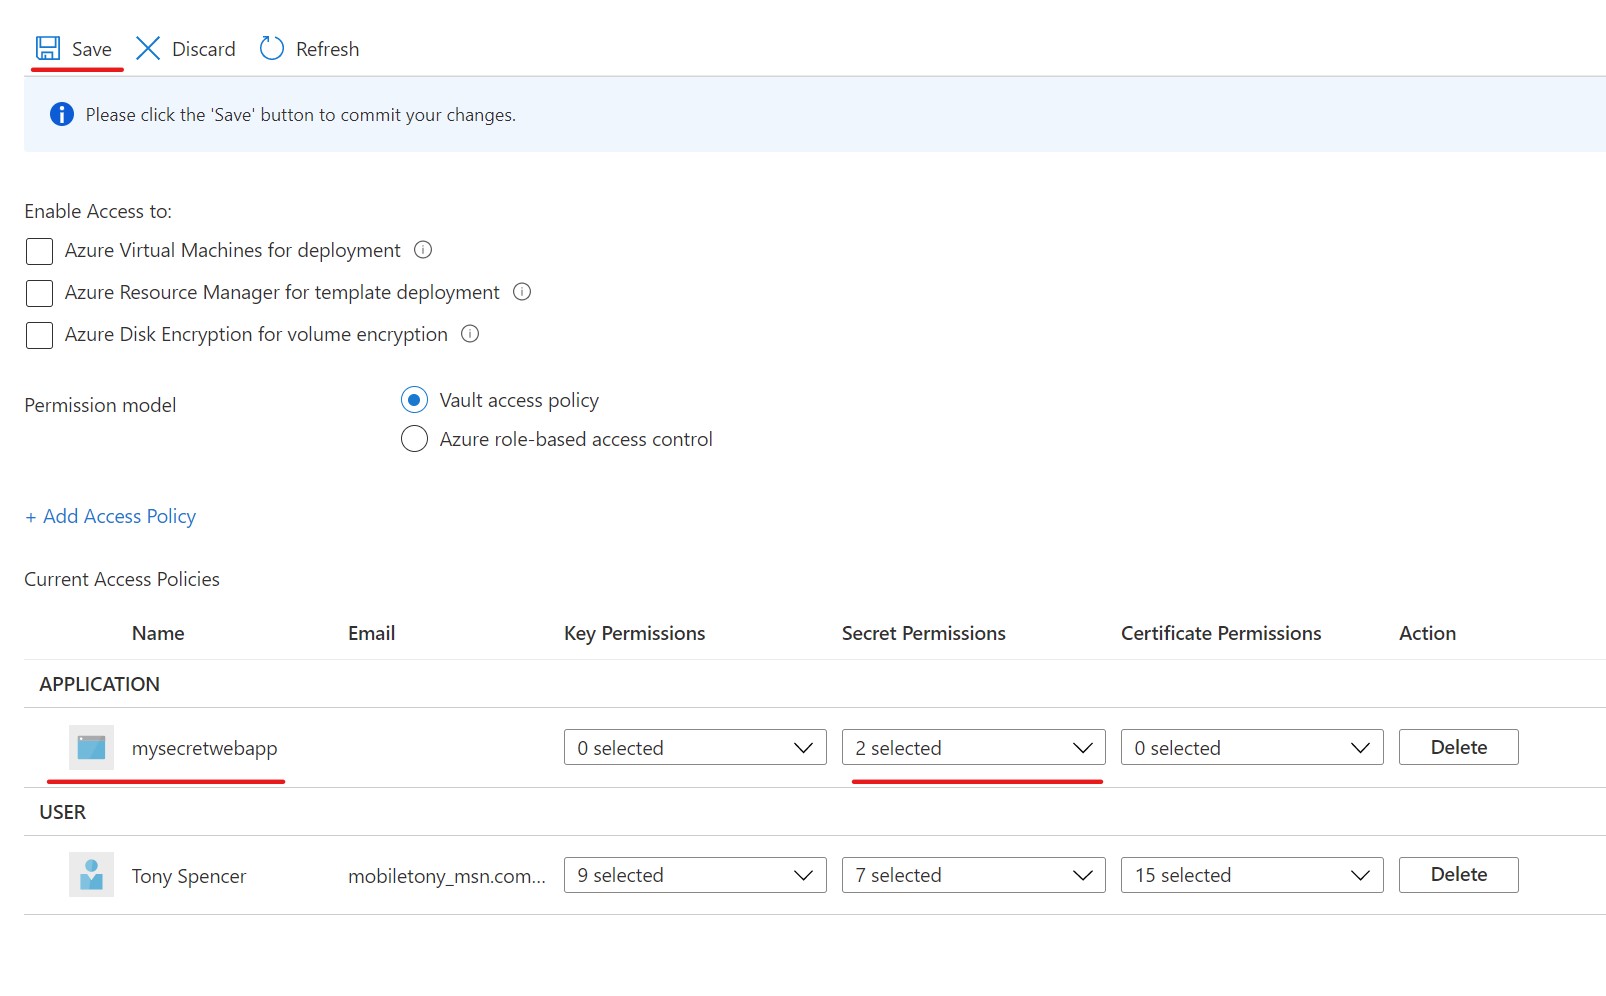 Save Discard Refresh
Please click the 'Save' button to commit your changes.
Enable Access to:
Azure Virtual Machines for deployment
Azure Resource Manager for template deployment
Azure Disk Encryption for volume encryption
Permission model
Vault access policy
Azure role-based access control
+ Add Access Policy
Current Access Policies
Name Email Key Permissions Secret Permissions Certificate Permissions Action
APPLICATION
mysecretwebapp 0 selected 2 selected 0 selected Delete
USER
Tony Spencer mobiletony_msn.com... 9 selected 7 selected 15 selected Delete